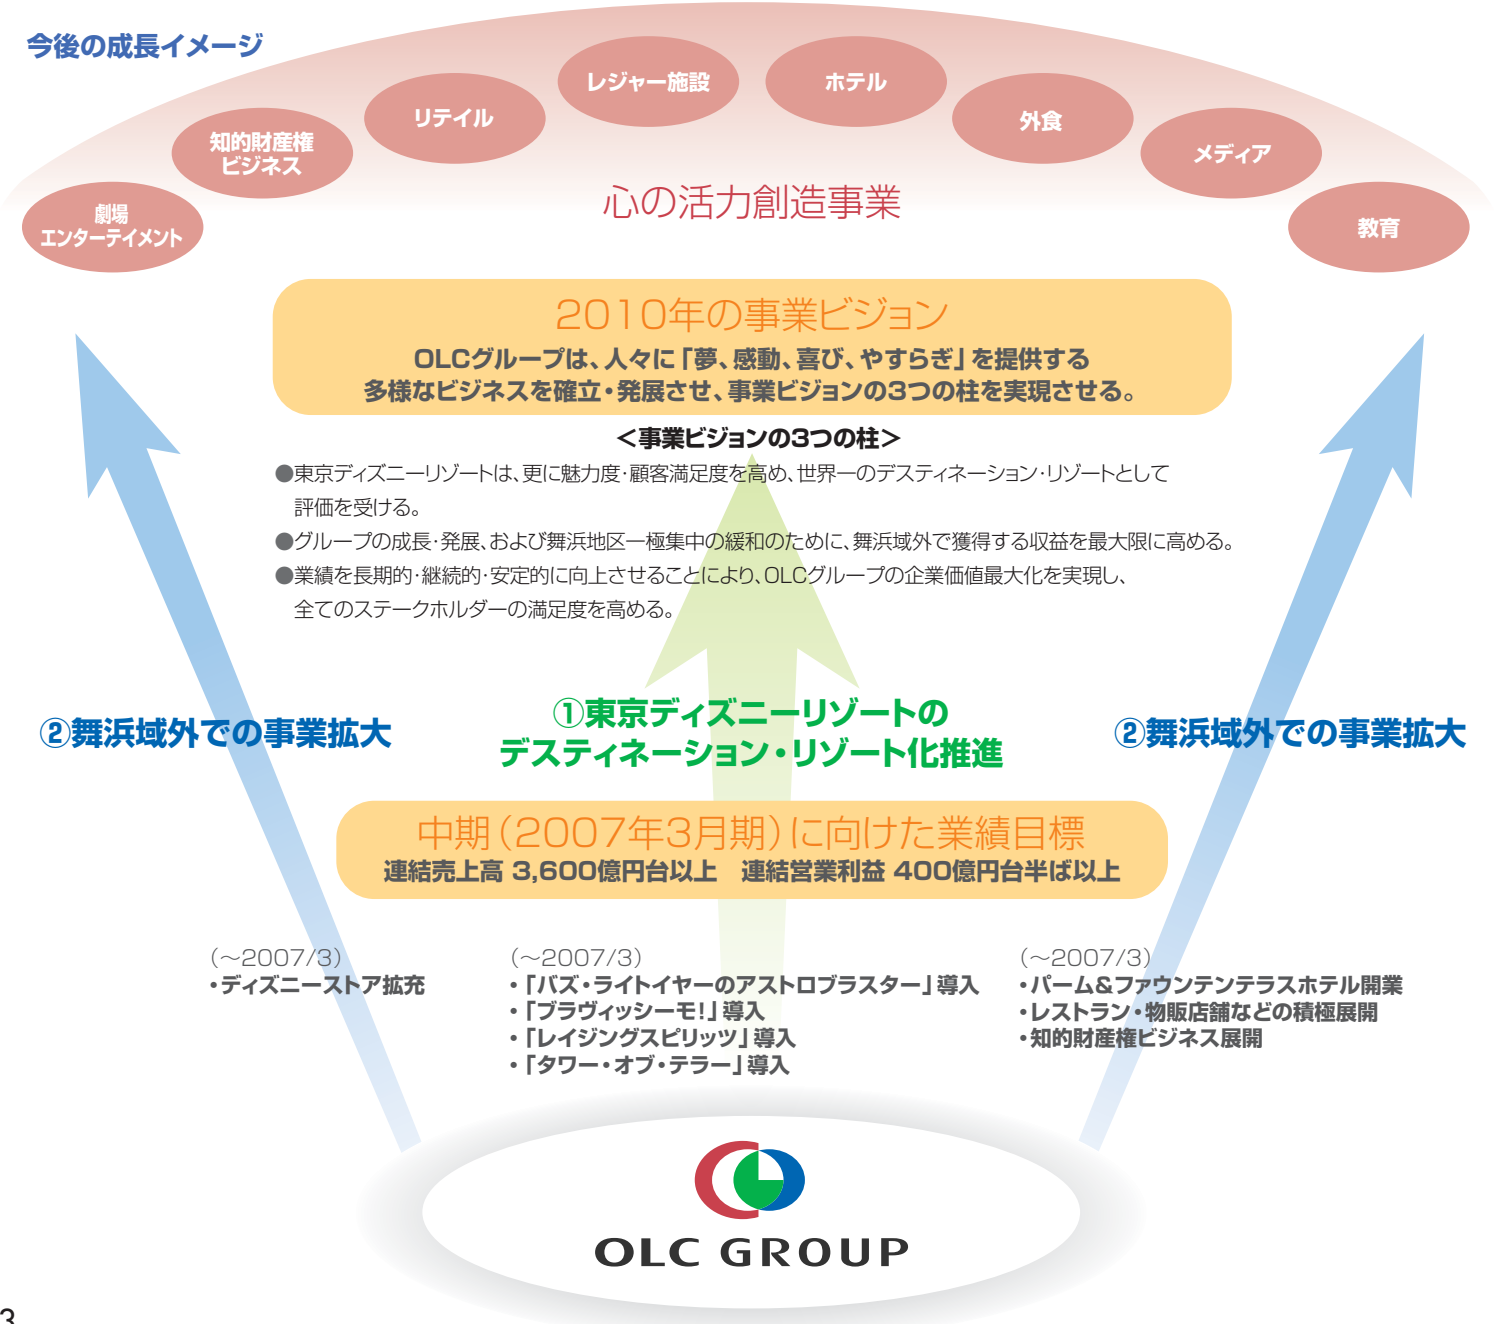 今後の成長イメージ
レジャー施設
ホテル
リテイル
外食
知的財産権
ビジネス
メディア
劇場
エンターテイメント
教育
心の活力創造事業
2010年の事業ビジョン
OLCグループは、人々に「夢、感動、喜び、やすらぎ」を提供する
多様なビジネスを確立・発展させ、事業ビジョンの3つの柱を実現させる。
＜事業ビジョンの3つの柱＞
●東京ディズニーリゾートは、更に魅力度・顧客満足度を高め、世界一のデスティネーション・リゾートとして
評価を受ける。
●グループの成長・発展、および舞浜地区一極集中の緩和のために、舞浜域外で獲得する収益を最大限に高める。
●業績を長期的・継続的・安定的に向上させることにより、OLCグループの企業価値最大化を実現し、
全てのステークホルダーの満足度を高める。
②舞浜域外での事業拡大
①東京ディズニーリゾートの
デスティネーション・リゾート化推進
②舞浜域外での事業拡大
中期（2007年3月期）に向けた業績目標
連結売上高 3,600億円台以上　連結営業利益 400億円台半ば以上
（～2007/3）
・ディズニーストア拡充
（～2007/3）
・「バズ・ライトイヤーのアストロブラスター」導入
・「ブラヴィッシーモ！」導入
・「レイジングスピリッツ」導入
・「タワー・オブ・テラー」導入
（～2007/3）
・パーム&ファウンテンテラスホテル開業
・レストラン・物販店舗などの積極展開
・知的財産権ビジネス展開
OLC GROUP
3